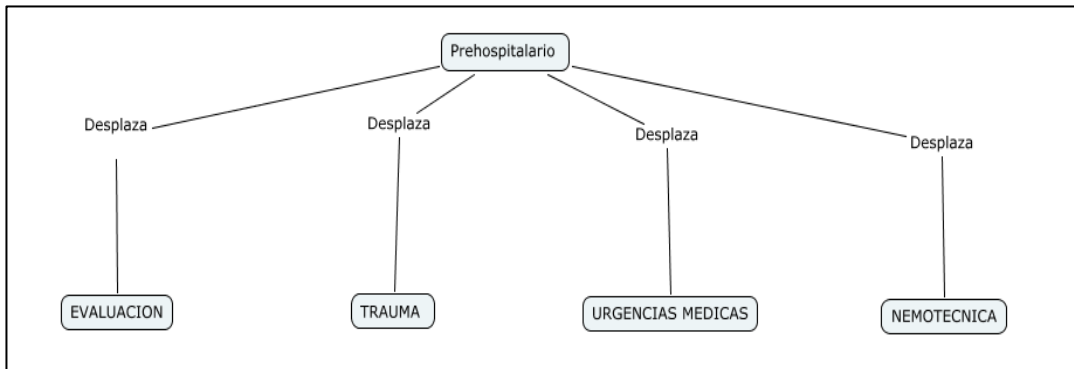 Prehospitalario
Desplaza
Desplaza
Desplaza
Desplaza
EVALUACION
TRAUMA
URGENCIAS MEDICAS
NEMOTECNICA